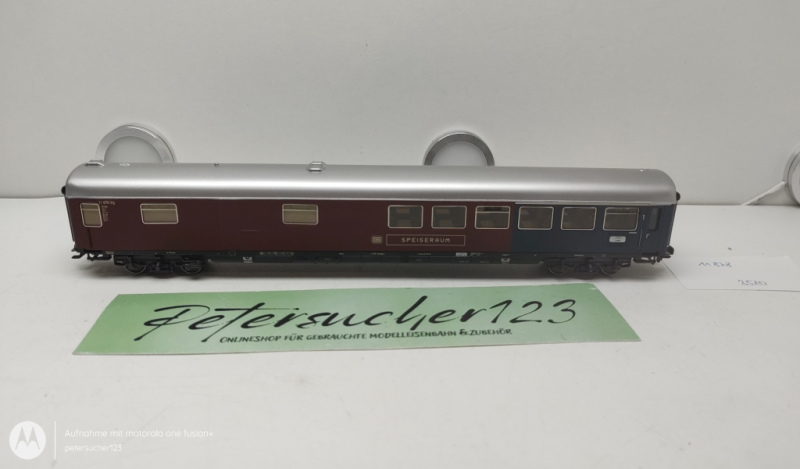 SPEISERAUM
Petersucher123
ONLINESHOP FÜR GEBRAUCHTE MODELLEISENBAHN & ZUBEHÖR
Aufnahme mit motorola one fusion+
petersucher123